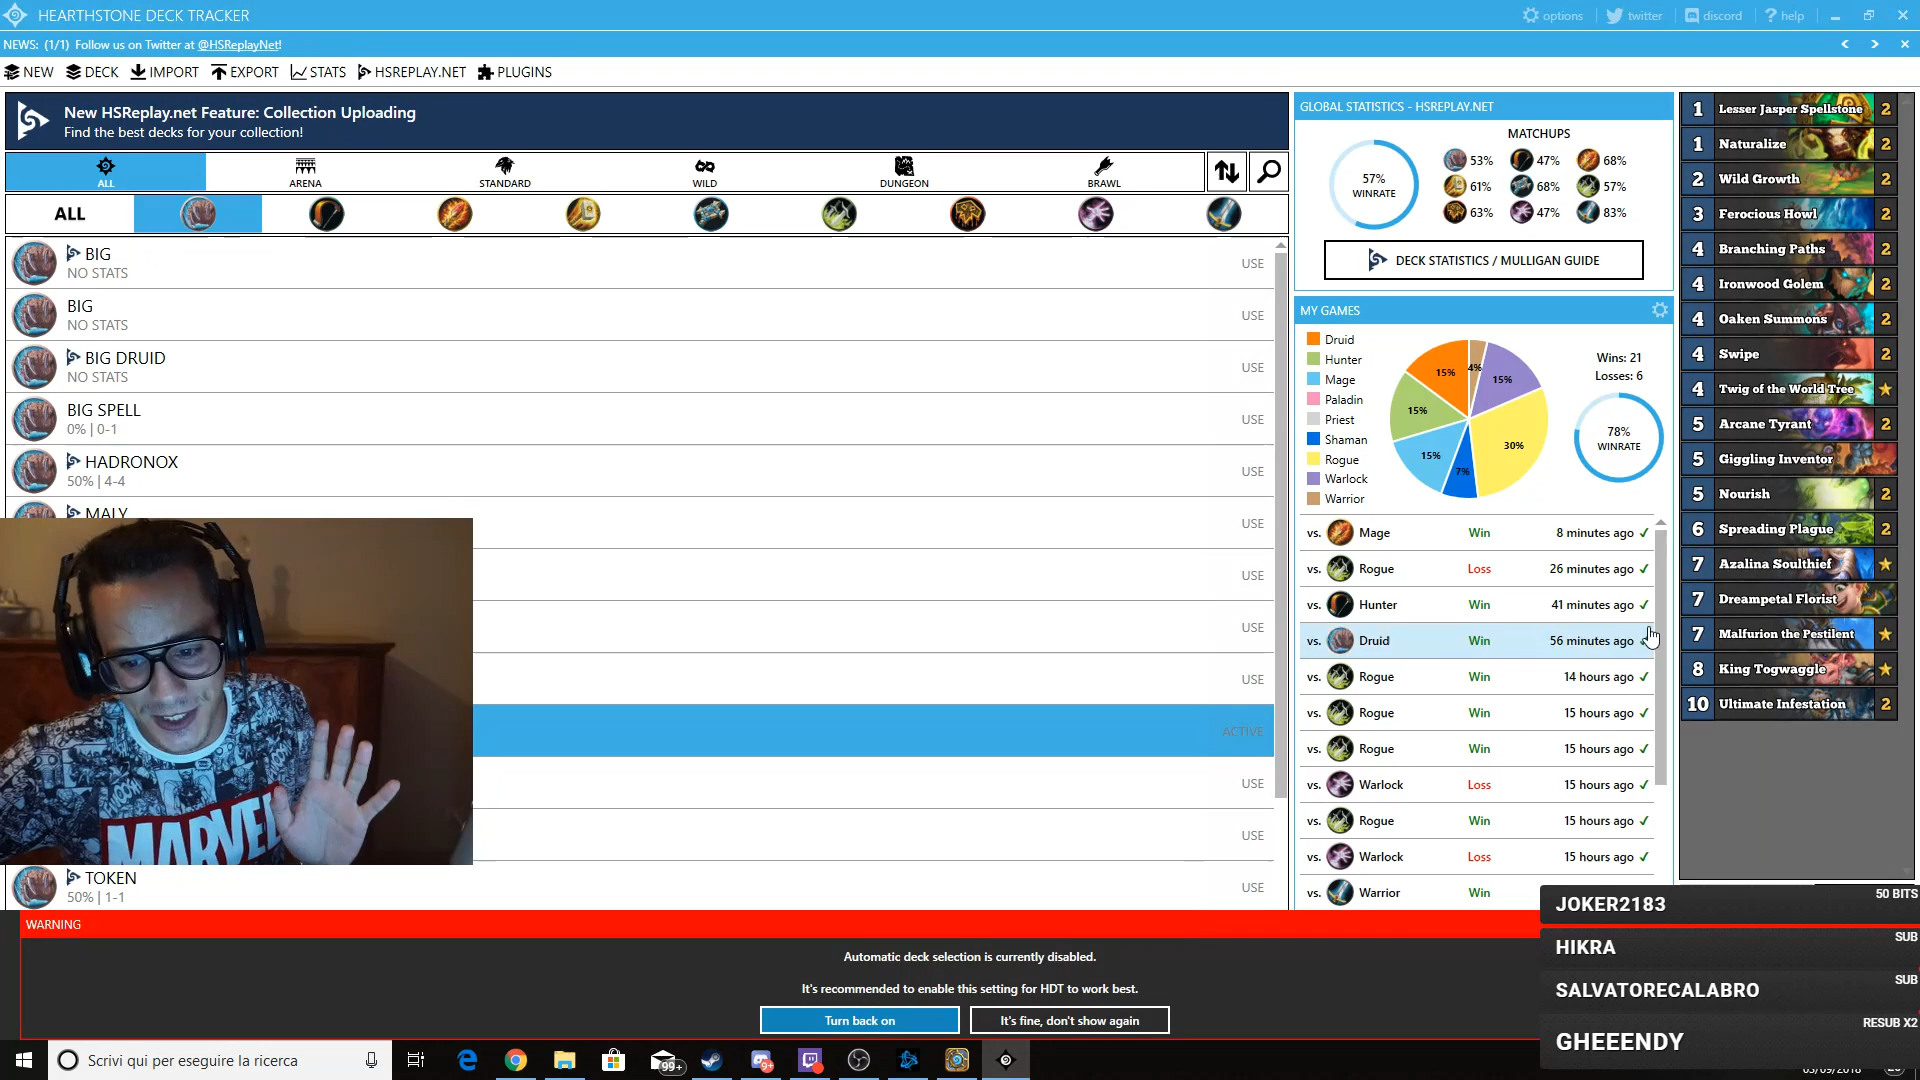 HEARTHSTONE DECK TRACKER
options
twitter
discord
? help
NEWS: (1/1) Follow us on Twitter at @HSReplayNet!
NEW
DECK
IMPORT
EXPORT
STATS
HSREPLAY.NET
PLUGINS
New HSReplay.net Feature: Collection Uploading
Find the best decks for your collection!
ALL
ARENA
STANDARD
WILD
DUNGEON
BRAWL
ALL
BIG
NO STATS
USE
BIG
NO STATS
USE
BIG DRUID
NO STATS
USE
BIG SPELL
0% | 0-1
USE
HADRONOX
50% | 4-4
USE
MALY
USE
USE
USE
USE
ACTIVE
USE
USE
TOKEN
50% | 1-1
USE
NOOM!
MARVEL
GLOBAL STATISTICS - HSREPLAY.NET
57%
WINRATE
MATCHUPS
53% 47% 68%
61% 68% 57%
63% 47% 83%
DECK STATISTICS / MULLIGAN GUIDE
MY GAMES
Druid
Hunter
Mage
Paladin
Priest
Shaman
Rogue
Warlock
Warrior
4%
15%
30%
7%
15%
15%
15%
Wins: 21
Losses: 6
78%
WINRATE
vs. Mage Win 8 minutes ago
vs. Rogue Loss 26 minutes ago
vs. Hunter Win 41 minutes ago
vs. Druid Win 56 minutes ago
vs. Rogue Win 14 hours ago
vs. Rogue Win 15 hours ago
vs. Rogue Win 15 hours ago
vs. Warlock Loss 15 hours ago
vs. Rogue Win 15 hours ago
vs. Warlock Loss 15 hours ago
vs. Warrior Win
1 Lesser Jasper Spellstone 2
1 Naturalize 2
2 Wild Growth 2
3 Ferocious Howl 2
4 Branching Paths 2
4 Ironwood Golem 2
4 Oaken Summons 2
4 Swipe 2
4 Twig of the World Tree
5 Arcane Tyrant 2
5 Giggling Inventor
5 Nourish 2
6 Spreading Plague 2
7 Azalina Soulthief
7 Dreampetal Florist
7 Malfurion the Pestilent
8 King Togwaggle
10 Ultimate Infestation 2
WARNING
Automatic deck selection is currently disabled.
It's recommended to enable this setting for HDT to work best.
Turn back on
It's fine, don't show again
JOKER2183 50 BITS
HIKRA SUB
SALVATORECALABRO SUB
GHEEENDY RESUB X2
Scrivi qui per eseguire la ricerca
99+
9+